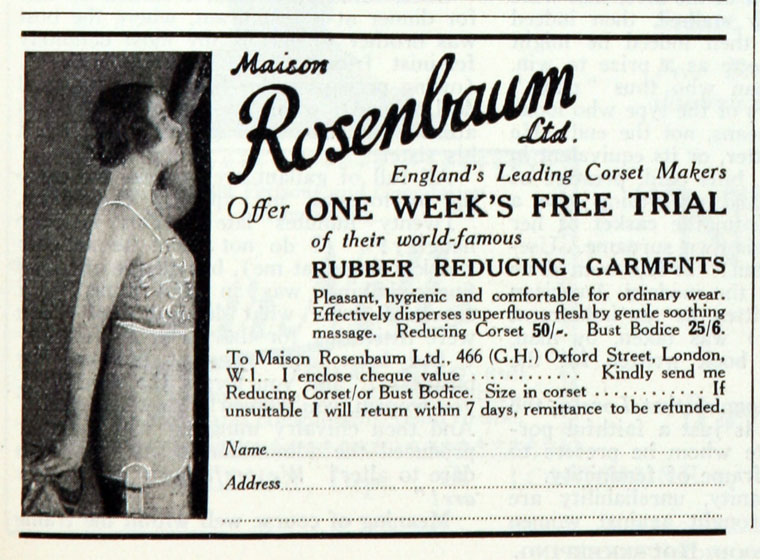 Maison
Rosenbaum
Ltd.
England's Leading Corset Makers
Offer ONE WEEK'S FREE TRIAL
of their world-famous
RUBBER REDUCING GARMENTS
Pleasant, hygienic and comfortable for ordinary wear.
Effectively disperses superfluous flesh by gentle soothing
massage. Reducing Corset 50/-. Bust Bodice 25/6.
To Maison Rosenbaum Ltd., 466 (G.H.) Oxford Street, London,
W.1. I enclose cheque value ............ Kindly send me
Reducing Corset/or Bust Bodice. Size in corset ............ If
unsuitable I will return within 7 days, remittance to be refunded.
Name
Address